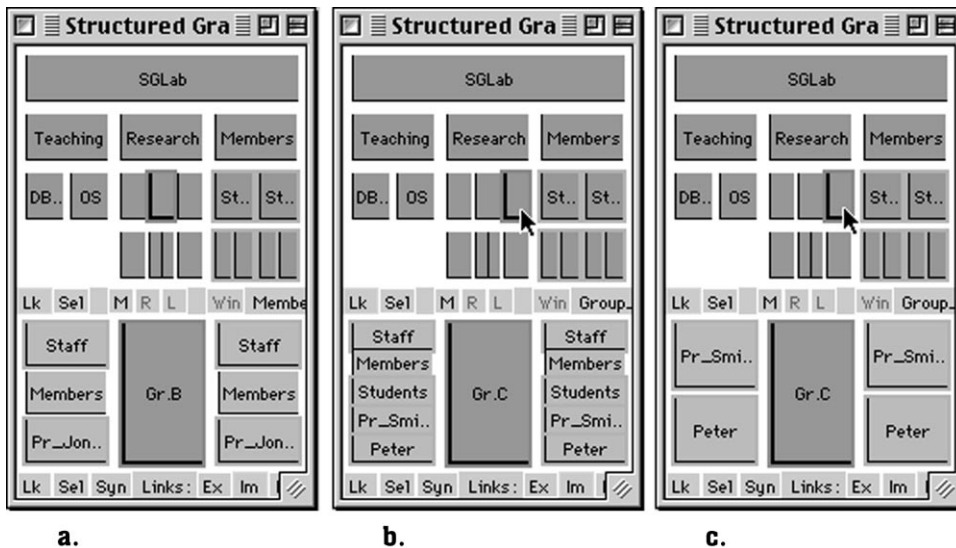 Structured Gra
SGLab
Teaching Research Members
DB.. OS St.. St..
Lk Sel M R L Win Membe
Staff Staff
Members Gr.B Members
Pr_Jon.. Pr_Jon..
Lk Sel Syn Links: Ex Im
a.
Structured Gra
SGLab
Teaching Research Members
DB.. OS St.. St..
Lk Sel M R L Win Group_
Staff Staff
Members Members
Students Gr.C Students
Pr_Smi.. Pr_Smi..
Peter Peter
Lk Sel Syn Links: Ex Im
b.
Structured Gra
SGLab
Teaching Research Members
DB.. OS St.. St..
Lk Sel M R L Win Group_
Pr_Smi.. Pr_Smi..
Gr.C
Peter Peter
Lk Sel Syn Links: Ex Im
c.